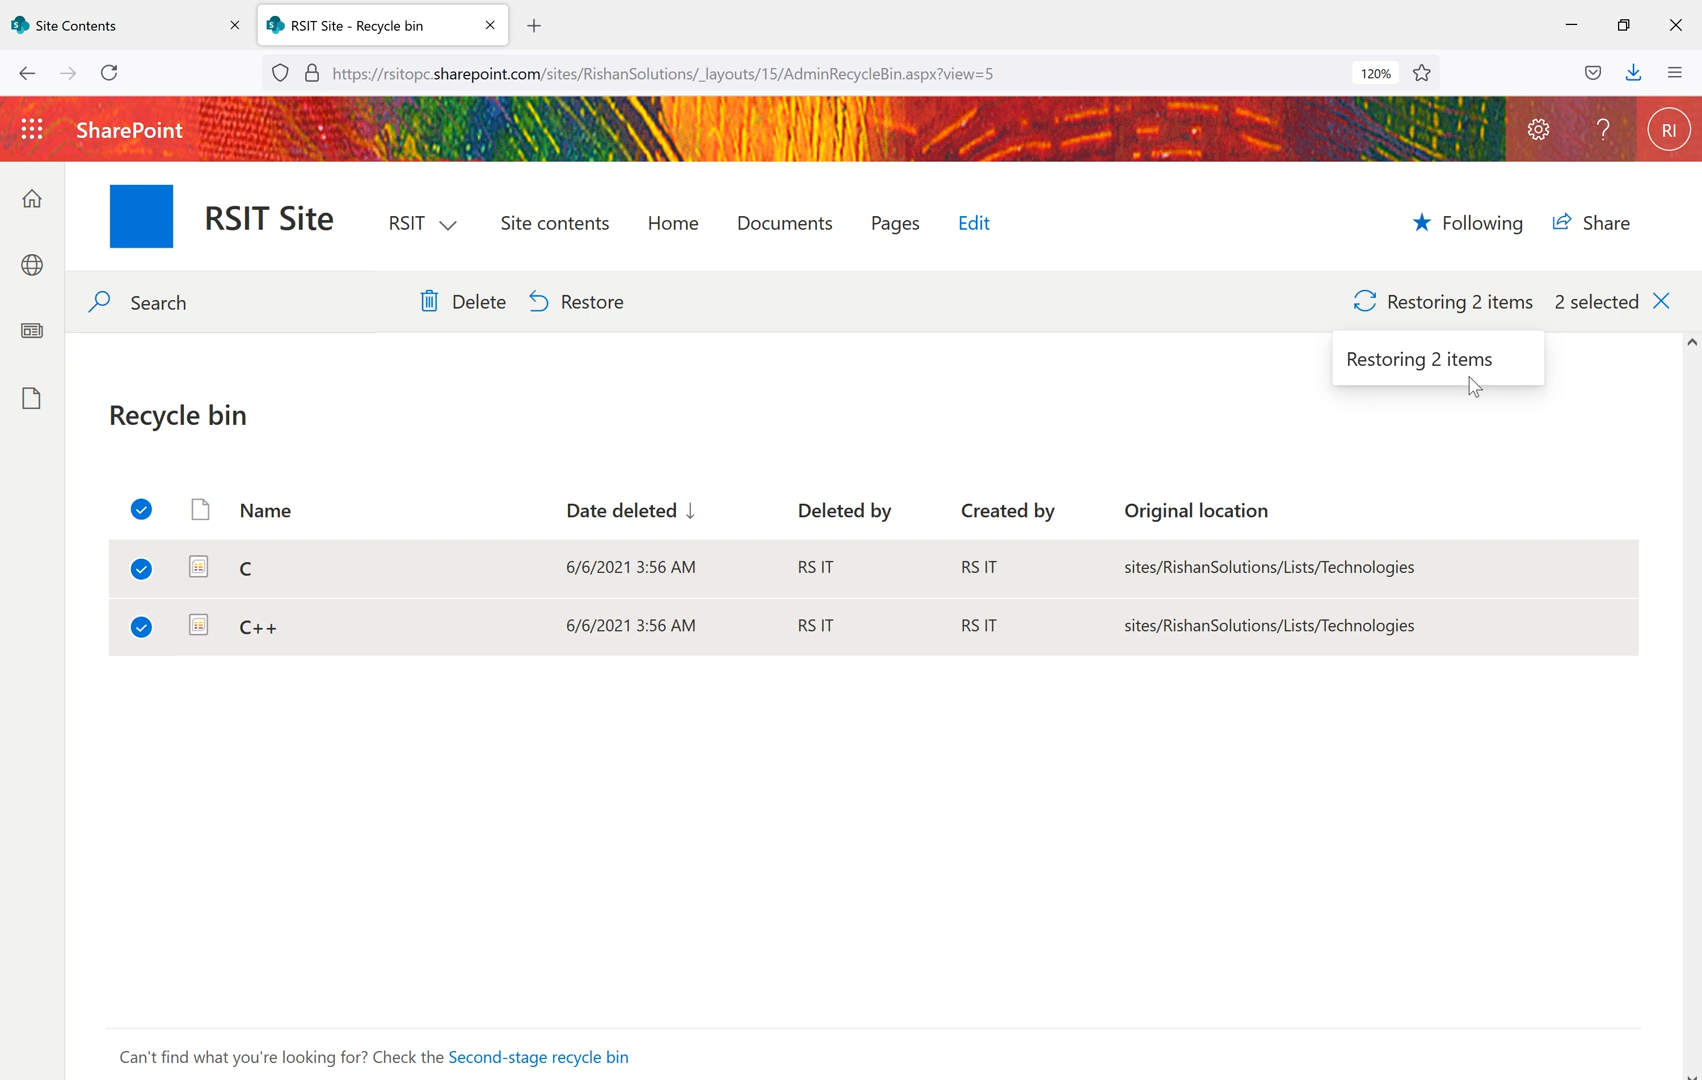 Site Contents
RSIT Site - Recycle bin
https://rsitopc.sharepoint.com/sites/RishanSolutions/_layouts/15/AdminRecycleBin.aspx?view=5
120%
SharePoint
?
RI
RSIT Site
RSIT
Site contents
Home
Documents
Pages
Edit
Following
Share
Search
Delete
Restore
Restoring 2 items
2 selected
Restoring 2 items
Recycle bin
Name Date deleted ↓ Deleted by Created by Original location
C 6/6/2021 3:56 AM RS IT RS IT sites/RishanSolutions/Lists/Technologies
C++ 6/6/2021 3:56 AM RS IT RS IT sites/RishanSolutions/Lists/Technologies
Can't find what you're looking for? Check the Second-stage recycle bin